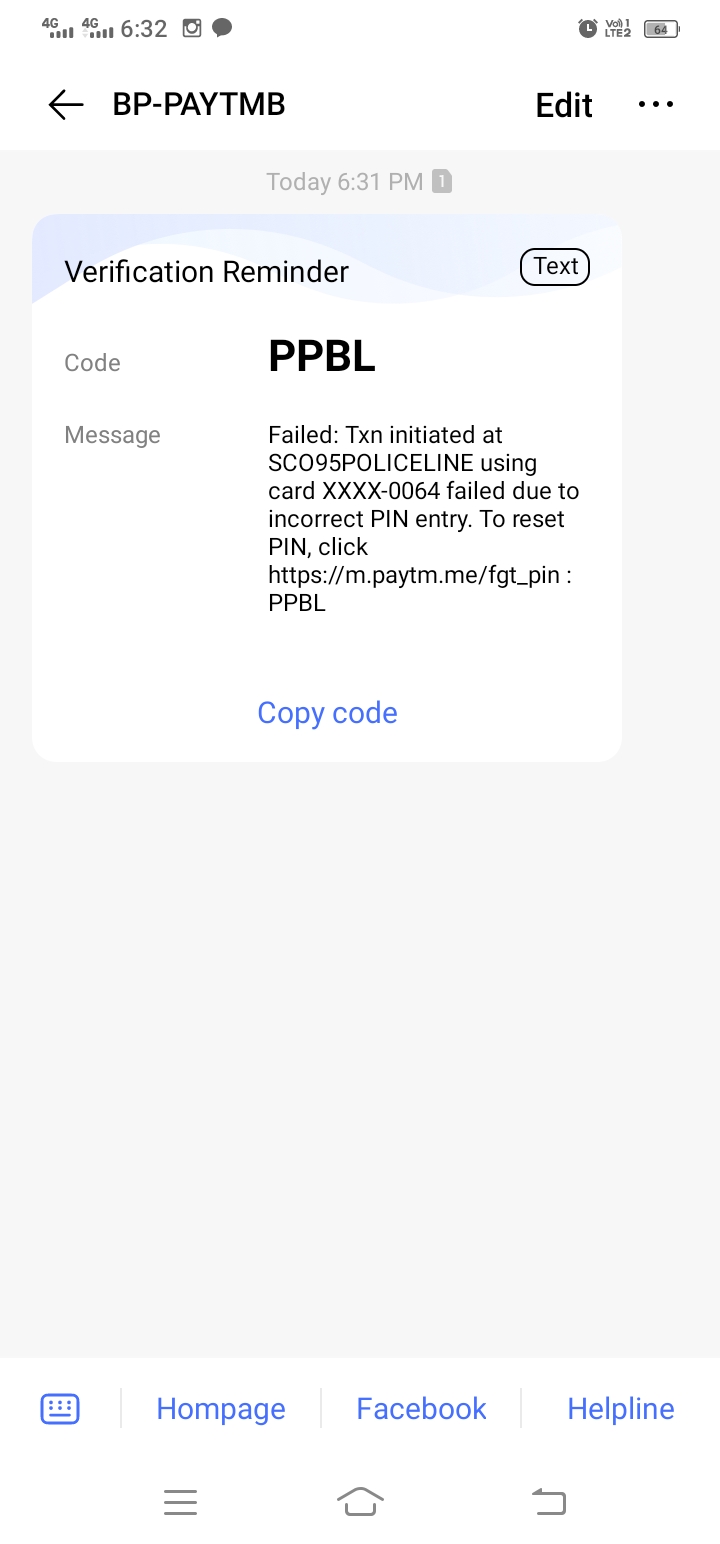 4G 4G 6:32 Vo) 1 LTE2 64
BP-PAYTMB Edit
Today 6:31 PM 1
Verification Reminder Text
Code PPBL
Message Failed: Txn initiated at
SCO95POLICELINE using
card XXXX-0064 failed due to
incorrect PIN entry. To reset
PIN, click
https://m.paytm.me/fgt_pin :
PPBL
Copy code
Hompage Facebook Helpline